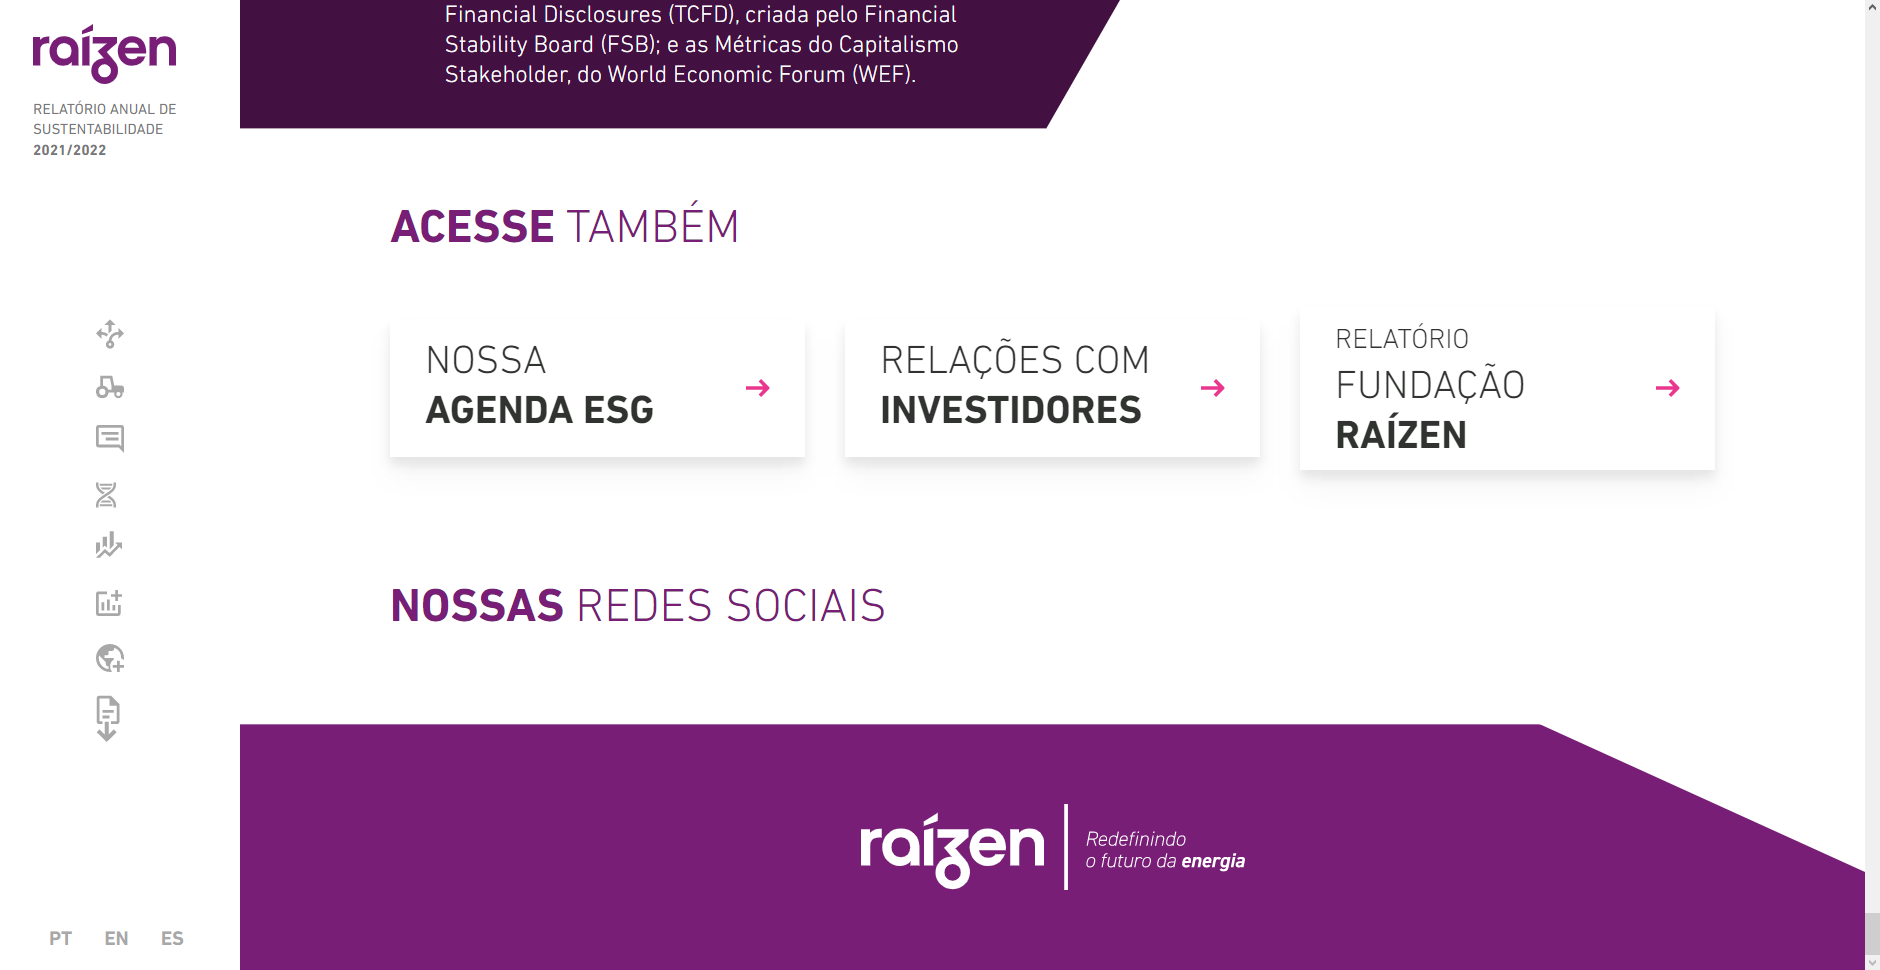 raízen
RELATÓRIO ANUAL DE
SUSTENTABILIDADE
2021/2022
Financial Disclosures (TCFD), criada pelo Financial
Stability Board (FSB); e as Métricas do Capitalismo
Stakeholder, do World Economic Forum (WEF).
ACESSE TAMBÉM
NOSSA
AGENDA ESG
RELAÇÕES COM
INVESTIDORES
RELATÓRIO
FUNDAÇÃO
RAÍZEN
NOSSAS REDES SOCIAIS
raízen
Redefinindo
o futuro da energia
PT EN ES